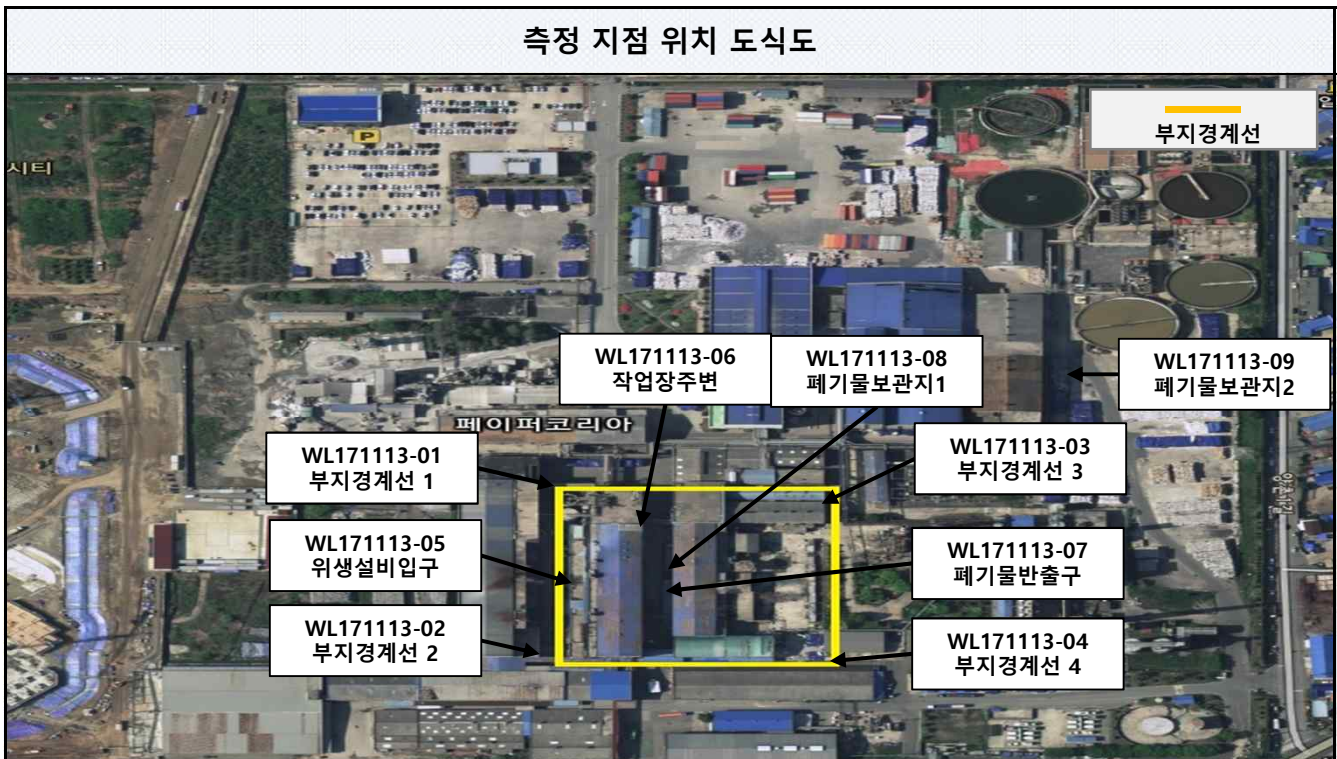 측정 지점 위치 도식도
부지경계선
P
시티
WL171113-06
작업장주변
WL171113-08
폐기물보관지1
WL171113-09
폐기물보관지2
페이퍼코리아
WL171113-01
부지경계선 1
WL171113-03
부지경계선 3
WL171113-05
위생설비입구
WL171113-07
폐기물반출구
WL171113-02
부지경계선 2
WL171113-04
부지경계선 4